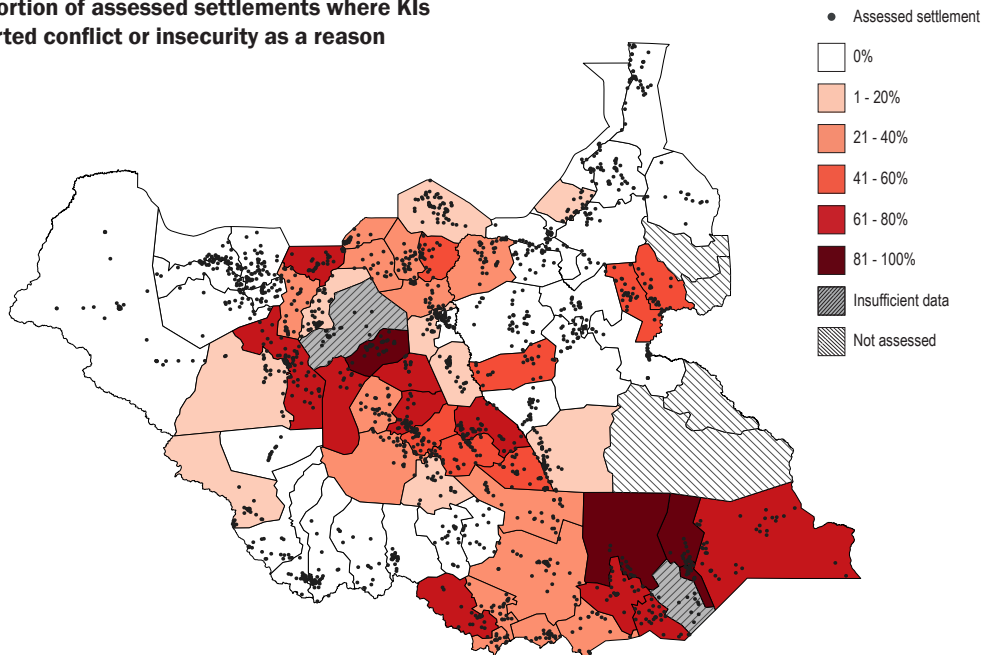 ortion of assessed settlements where KIs
rted conflict or insecurity as a reason
Assessed settlement
0%
1 - 20%
21 - 40%
41 - 60%
61 - 80%
81 - 100%
Insufficient data
Not assessed